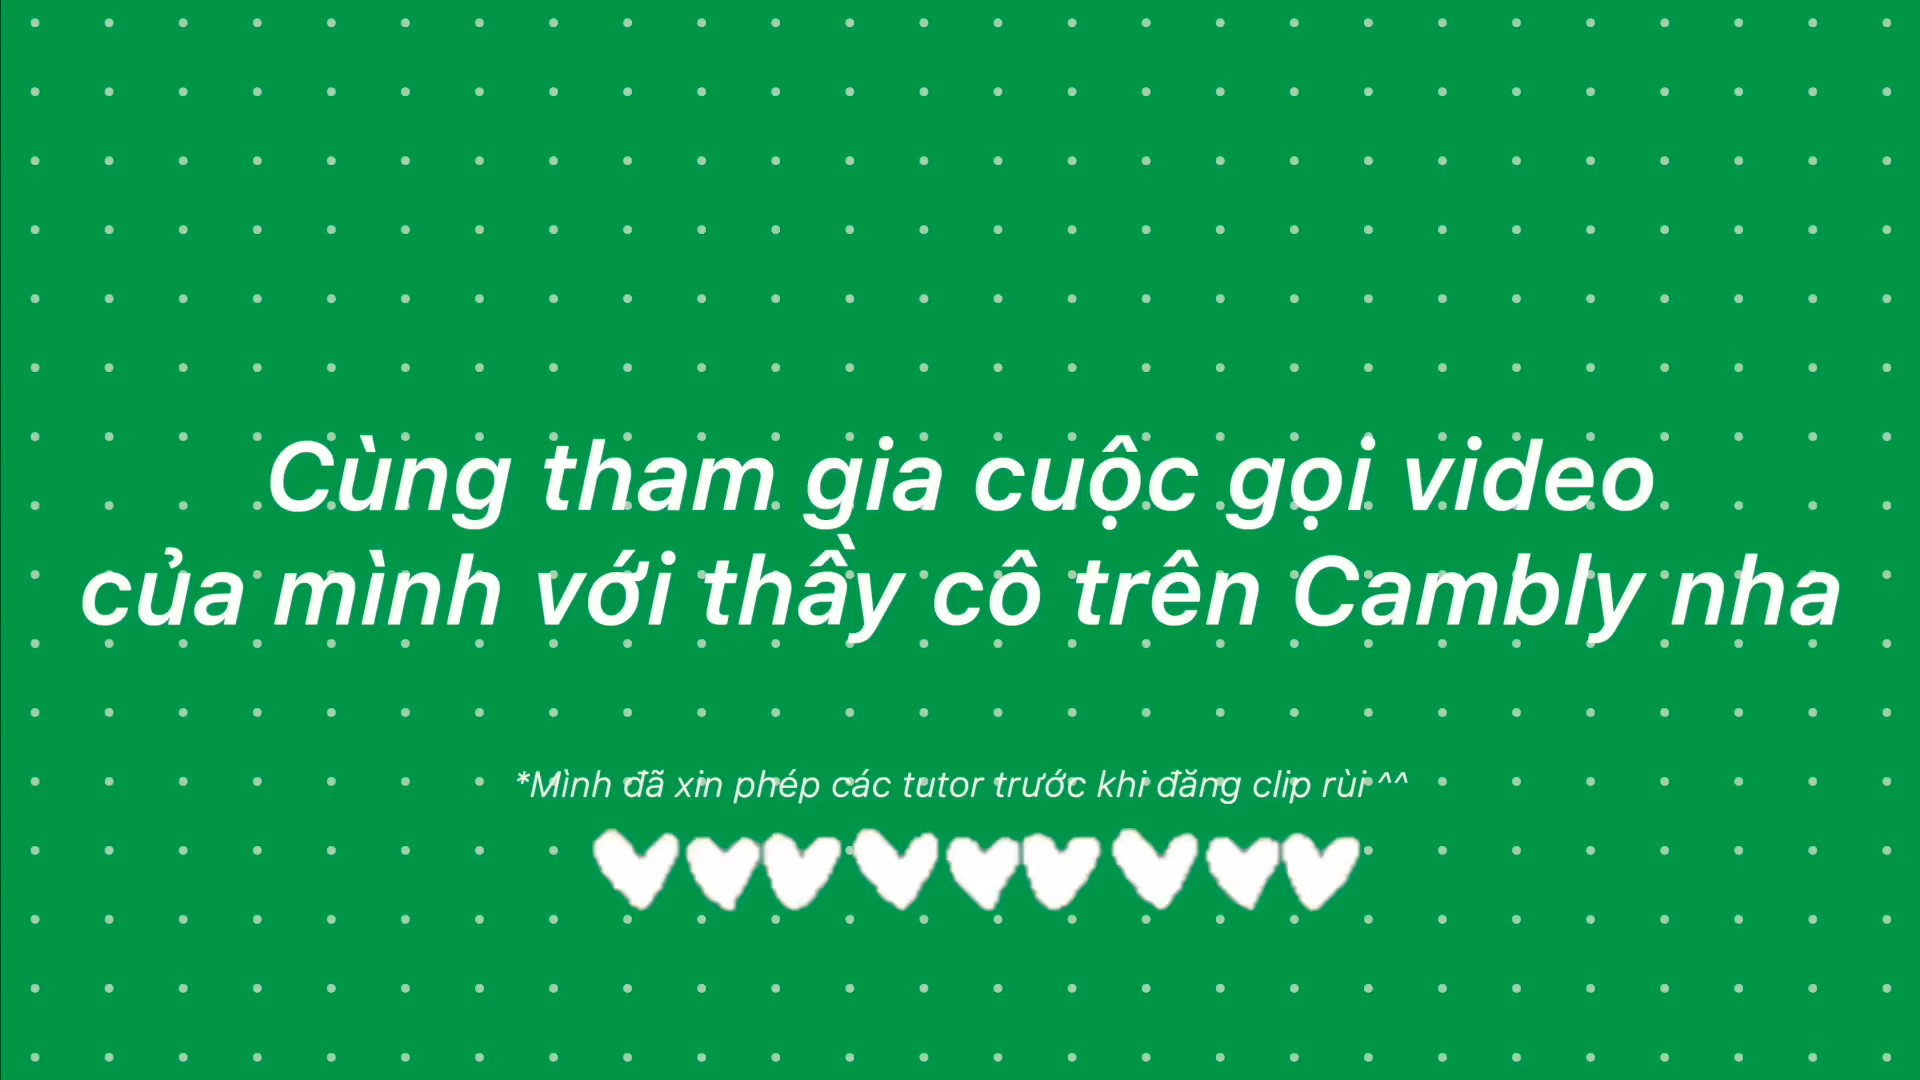 Cùng tham gia cuộc gọi video
của mình với thầy cô trên Cambly nha
*Mình đã xin phép các tutor trước khi đăng clip rùi ^^